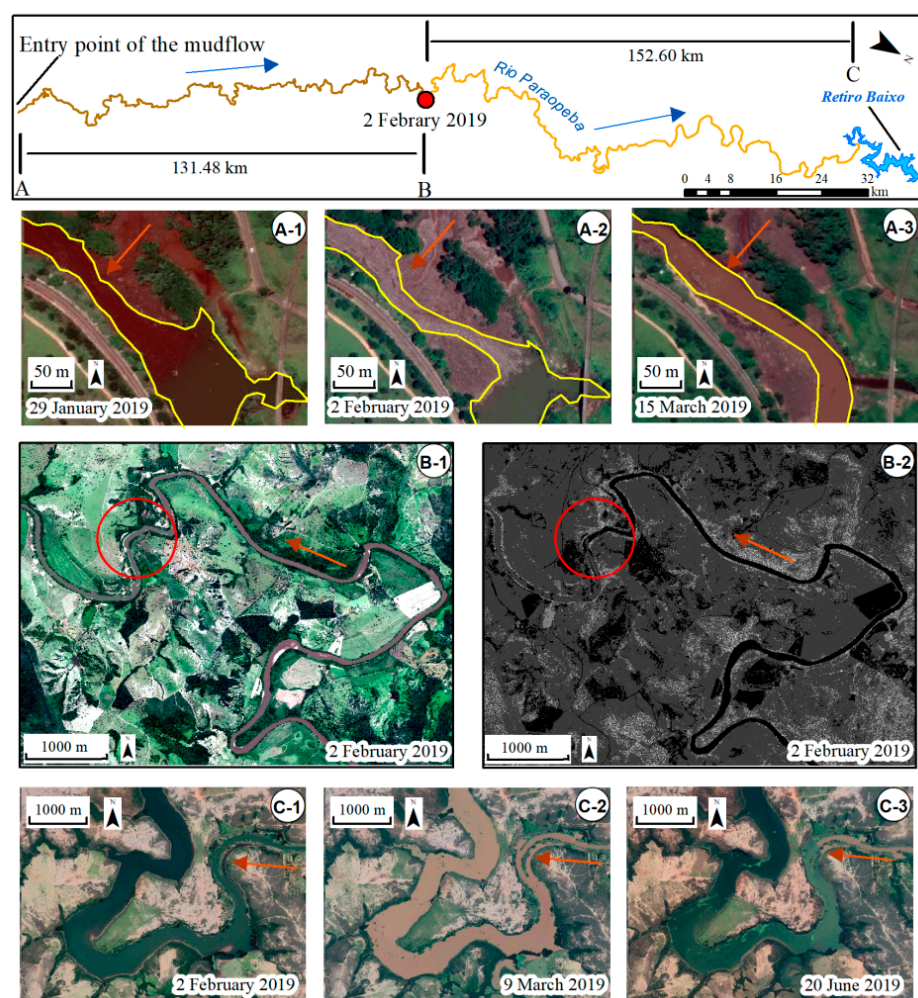 Entry point of the mudflow
152.60 km
N
C
Rio Paraopeba
Retiro Baixo
2 Februry 2019
131.48 km
A
B
0 4 8 16 24 32
km
A-1
50 m
N
29 January 2019
A-2
50 m
N
2 February 2019
A-3
50 m
N
15 March 2019
B-1
1000 m
N
2 February 2019
B-2
1000 m
N
2 February 2019
1000 m
N
C-1
2 February 2019
1000 m
N
C-2
9 March 2019
1000 m
N
C-3
20 June 2019